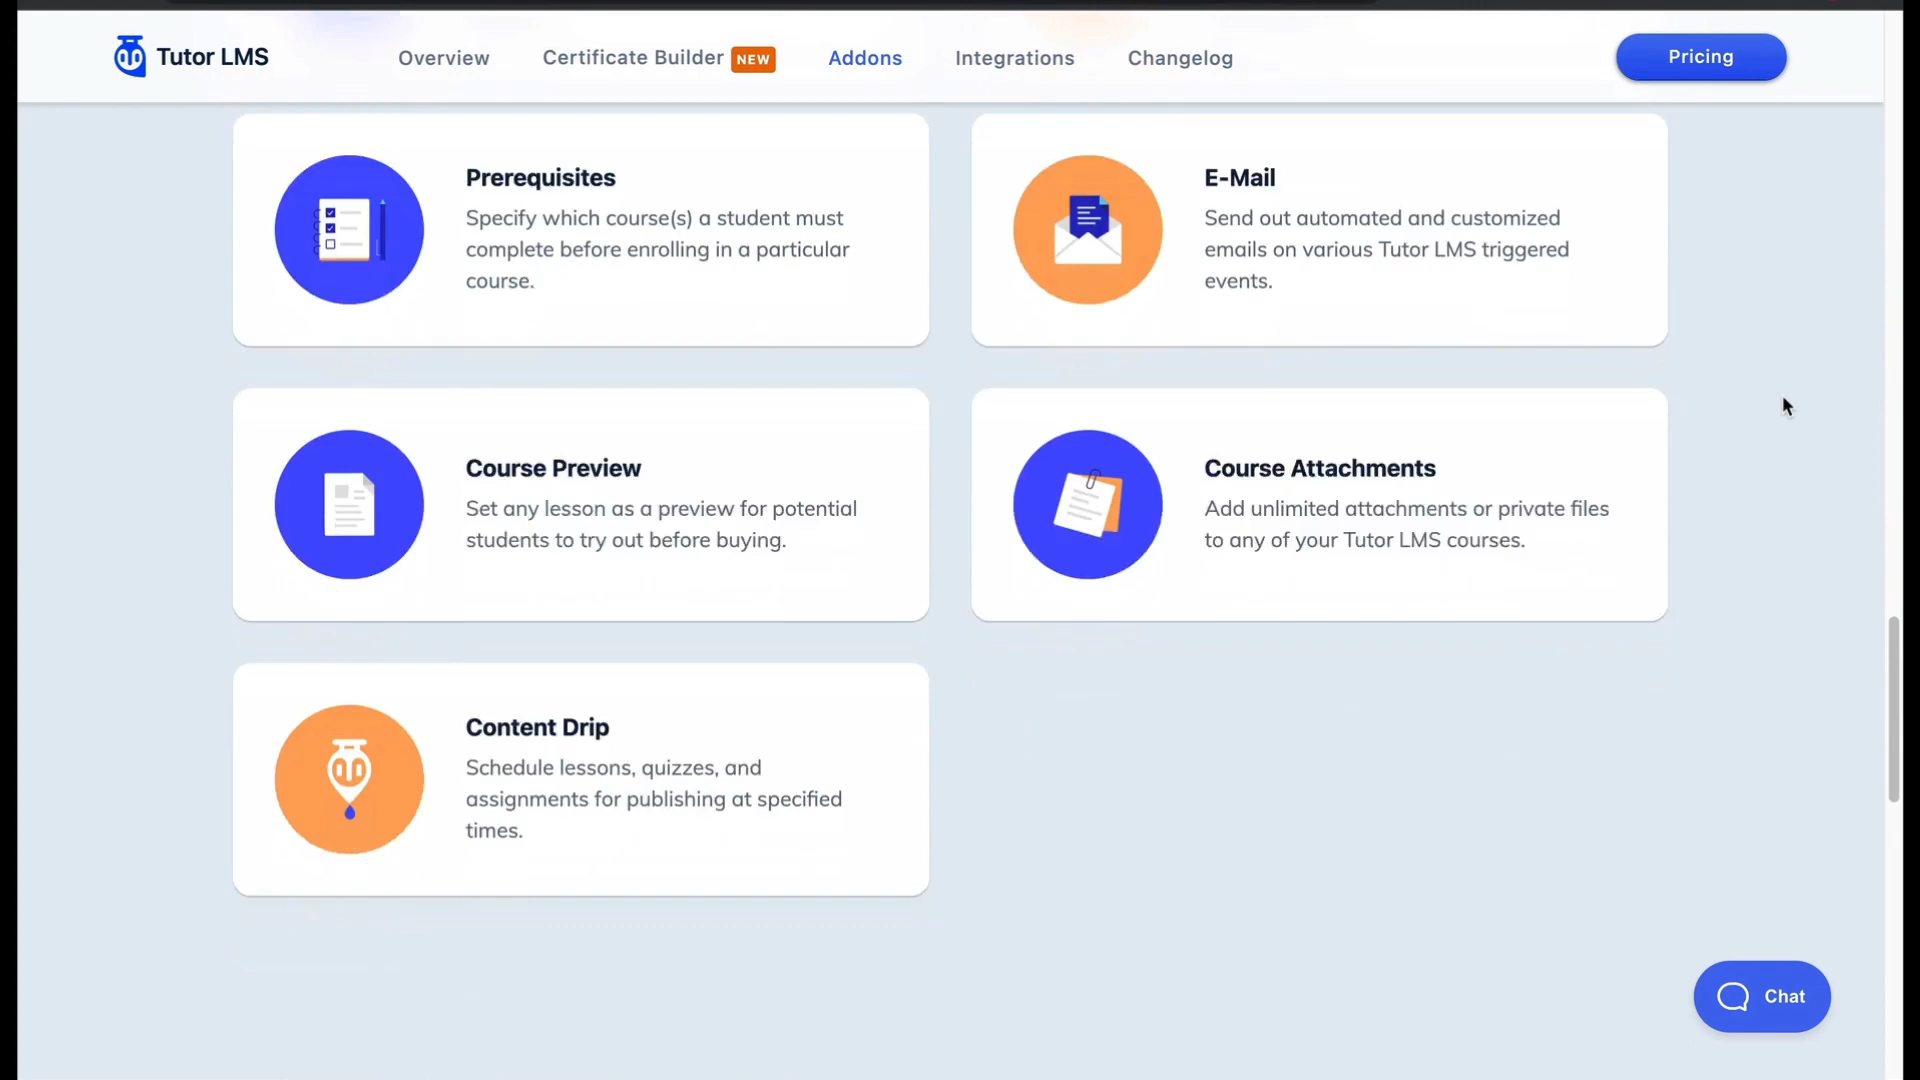 Tutor LMS
Overview
Certificate Builder NEW
Addons
Integrations
Changelog
Pricing
Prerequisites
Specify which course(s) a student must
complete before enrolling in a particular
course.
E-Mail
Send out automated and customized
emails on various Tutor LMS triggered
events.
Course Preview
Set any lesson as a preview for potential
students to try out before buying.
Course Attachments
Add unlimited attachments or private files
to any of your Tutor LMS courses.
Content Drip
Schedule lessons, quizzes, and
assignments for publishing at specified
times.
Chat